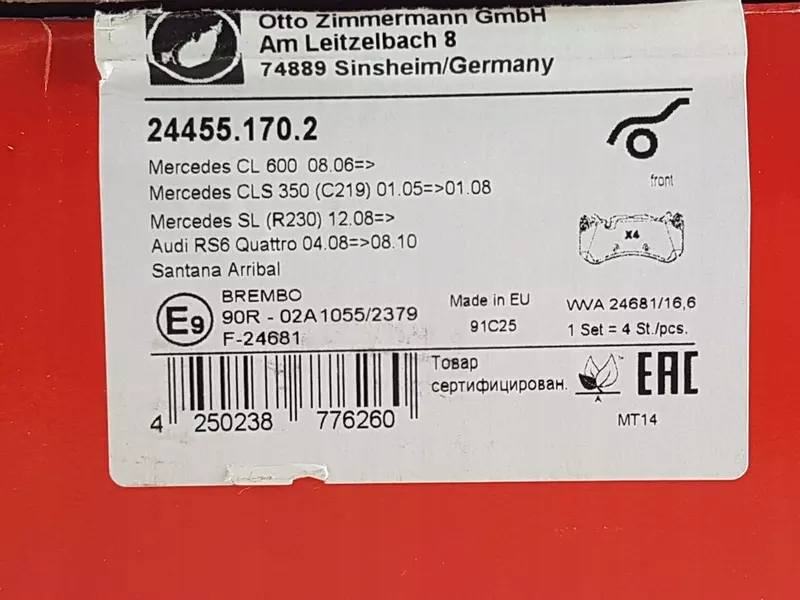 Otto Zimmermann GmbH
Am Leitzelbach 8
74889 Sinsheim/Germany
24455.170.2
Mercedes CL 600 08.06=>
Mercedes CLS 350 (C219) 01.05=>01.08
Mercedes SL (R230) 12.08=>
Audi RS6 Quattro 04.08=>08.10
Santana Arribal
front
X4
E9
BREMBO
90R - 02A1055/2379
F-24681
Made in EU
91C25
WVA 24681/16,6
1 Set = 4 St./pcs.
4 250238 776260
Товар
сертифицирован.
EAC
MT14